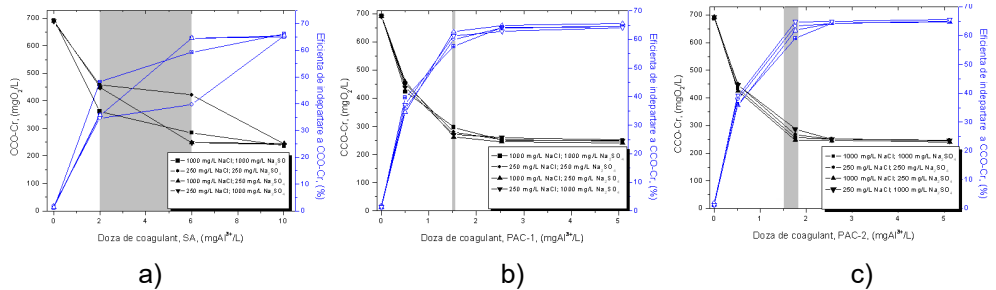 700
600
500
400
300
200
100
0
CCO-Cr, (mgO₂/L)
70
60
50
40
30
20
10
0
Eficienta de indepartare a CCO-Cr, (%)
1000 mg/L NaCl; 1000 mg/L Na₂SO₄
250 mg/L NaCl; 250 mg/L Na₂SO₄
1000 mg/L NaCl; 250 mg/L Na₂SO₄
250 mg/L NaCl; 1000 mg/L Na₂SO₄
0 2 4 6 8 10
Doza de coagulant, SA, (mgAl³⁺/L)
a)
700
600
500
400
300
200
100
0
CCO-Cr, (mgO₂/L)
70
60
50
40
30
20
10
0
Eficienta de indepartare a CCO-Cr, (%)
1000 mg/L NaCl; 1000 mg/L Na₂SO₄
250 mg/L NaCl; 250 mg/L Na₂SO₄
1000 mg/L NaCl; 250 mg/L Na₂SO₄
250 mg/L NaCl; 1000 mg/L Na₂SO₄
0 1 2 3 4 5
Doza de coagulant, PAC-1, (mgAl³⁺/L)
b)
700
600
500
400
300
200
100
0
CCO-Cr, (mgO₂/L)
70
60
50
40
30
20
10
0
Eficienta de indepartare a CCO-Cr, (%)
1000 mg/L NaCl; 1000 mg/L Na₂SO₄
250 mg/L NaCl; 250 mg/L Na₂SO₄
1000 mg/L NaCl; 250 mg/L Na₂SO₄
250 mg/L NaCl; 1000 mg/L Na₂SO₄
0 1 2 3 4 5
Doza de coagulant, PAC-2, (mgAl³⁺/L)
c)